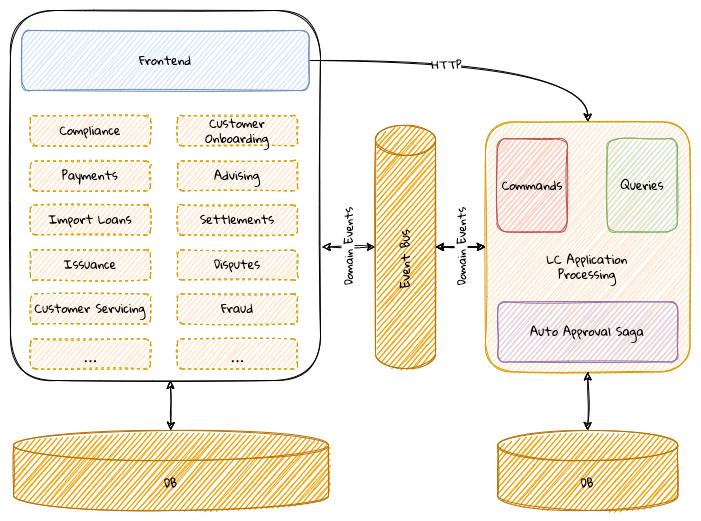 Frontend
HTTP
Compliance
Customer
Onboarding
Payments
Advising
Import Loans
Settlements
Issuance
Disputes
Customer Servicing
Fraud
...
...
Domain Events
Event Bus
Domain Events
Commands
Queries
LC Application
Processing
Auto Approval Saga
DB
DB